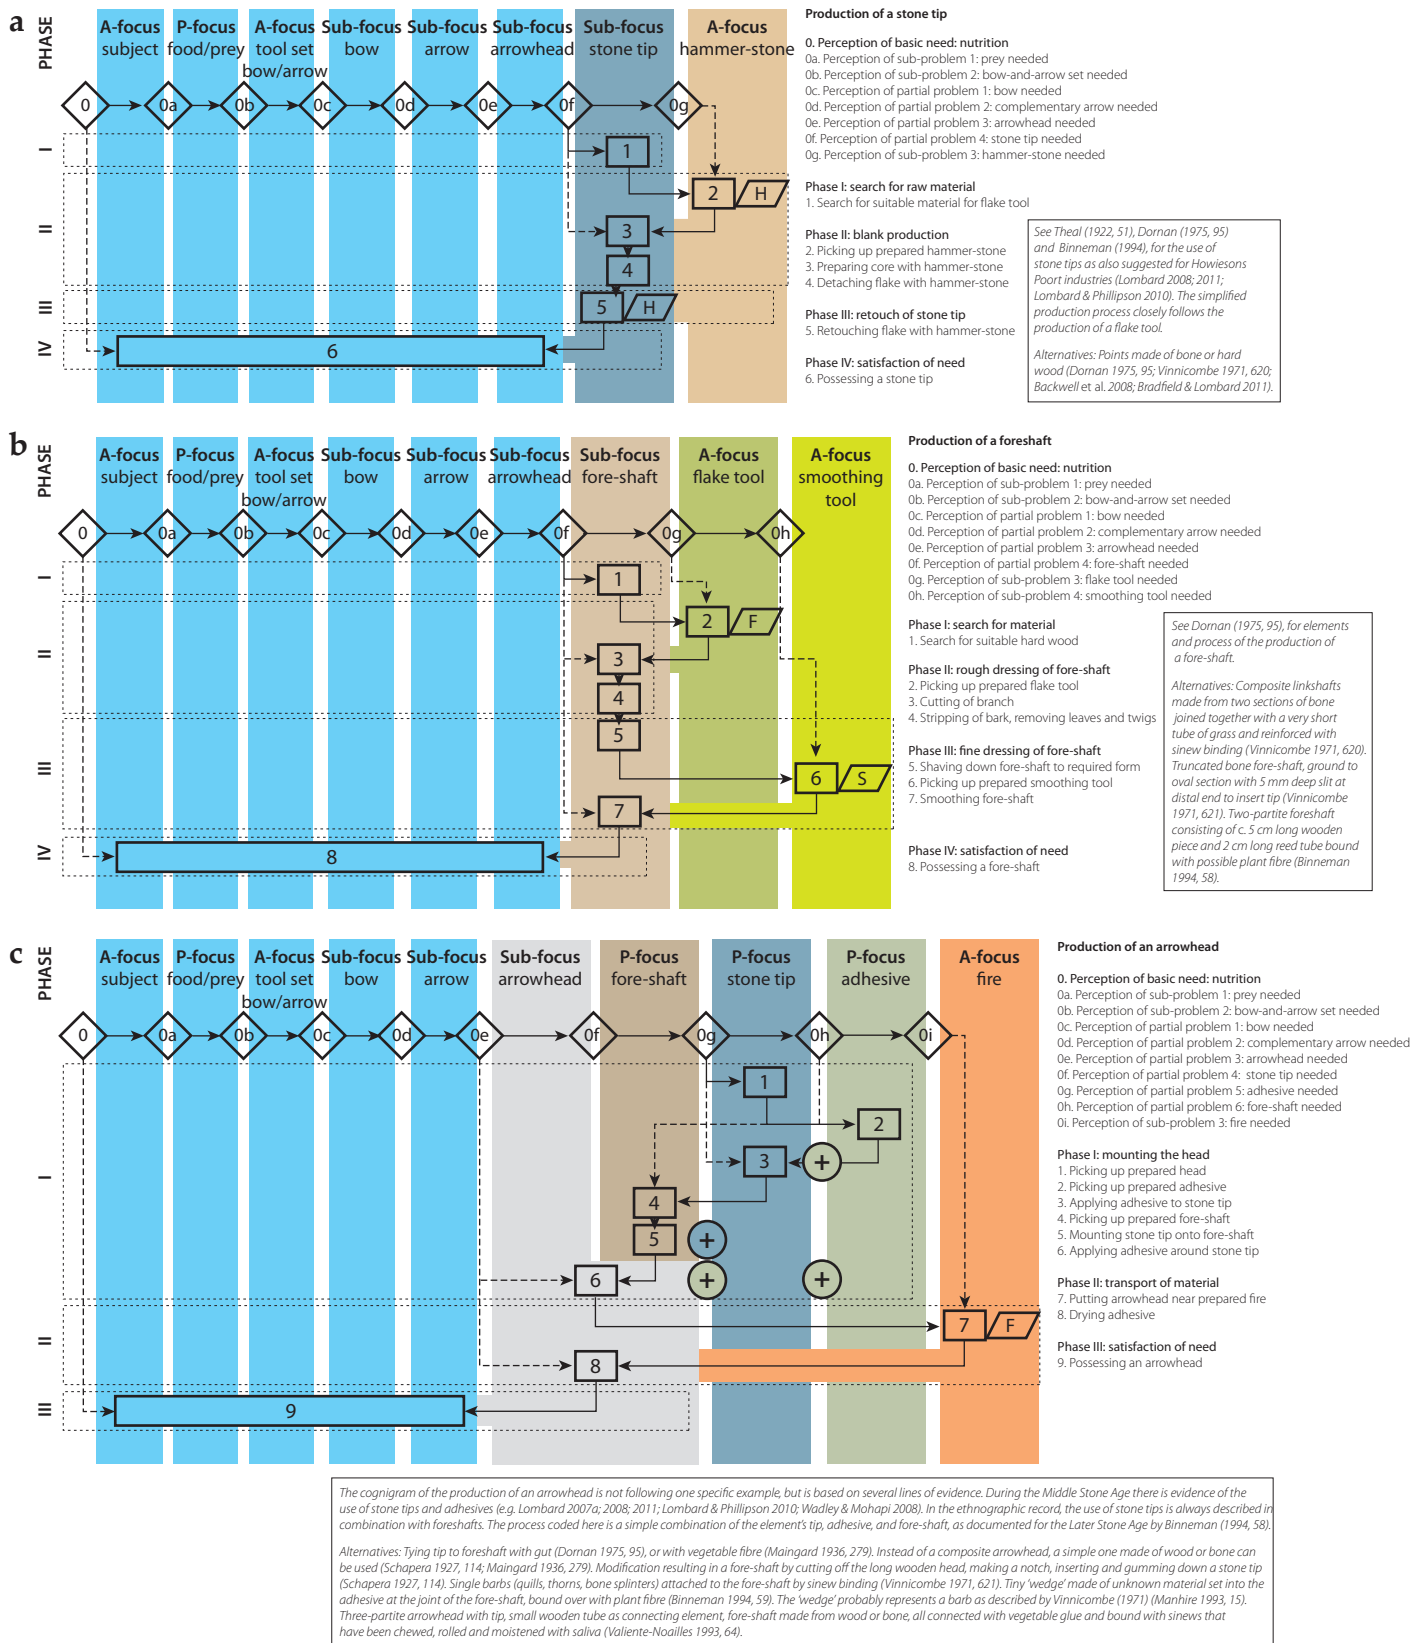 a
PHASE
A-focus
subject
P-focus
food/prey
A-focus
tool set
bow/arrow
Sub-focus
bow
Sub-focus
arrow
Sub-focus
arrowhead
Sub-focus
stone tip
A-focus
hammer-stone
0
0a
0b
0c
0d
0e
0f
0g
I
1
2
H
II
3
4
III
5
H
IV
6
Production of a stone tip
0. Perception of basic need: nutrition
0a. Perception of sub-problem 1: prey needed
0b. Perception of sub-problem 2: bow-and-arrow set needed
0c. Perception of partial problem 1: bow needed
0d. Perception of partial problem 2: complementary arrow needed
0e. Perception of partial problem 3: arrowhead needed
0f. Perception of partial problem 4: stone tip needed
0g. Perception of sub-problem 3: hammer-stone needed
Phase I: search for raw material
1. Search for suitable material for flake tool
Phase II: blank production
2. Picking up prepared hammer-stone
3. Preparing core with hammer-stone
4. Detaching flake with hammer-stone
Phase III: retouch of stone tip
5. Retouching flake with hammer-stone
Phase IV: satisfaction of need
6. Possessing a stone tip
See Theal (1922, 51), Dornan (1975, 95)
and Binneman (1994), for the use of
stone tips as also suggested for Howiesons
Poort industries (Lombard 2008; 2011;
Lombard & Phillipson 2010). The simplified
production process closely follows the
production of a flake tool.
Alternatives: Points made of bone or hard
wood (Dornan 1975, 95; Vinnicombe 1971, 620;
Backwell et al. 2008; Bradfield & Lombard 2011).
b
PHASE
A-focus
subject
P-focus
food/prey
A-focus
tool set
bow/arrow
Sub-focus
bow
Sub-focus
arrow
Sub-focus
arrowhead
Sub-focus
fore-shaft
A-focus
flake tool
A-focus
smoothing
tool
0
0a
0b
0c
0d
0e
0f
0g
0h
I
1
2
F
II
3
4
5
III
6
S
7
IV
8
Production of a foreshaft
0. Perception of basic need: nutrition
0a. Perception of sub-problem 1: prey needed
0b. Perception of sub-problem 2: bow-and-arrow set needed
0c. Perception of partial problem 1: bow needed
0d. Perception of partial problem 2: complementary arrow needed
0e. Perception of partial problem 3: arrowhead needed
0f. Perception of partial problem 4: fore-shaft needed
0g. Perception of sub-problem 3: flake tool needed
0h. Perception of sub-problem 4: smoothing tool needed
Phase I: search for material
1. Search for suitable hard wood
Phase II: rough dressing of fore-shaft
2. Picking up prepared flake tool
3. Cutting of branch
4. Stripping of bark, removing leaves and twigs
Phase III: fine dressing of fore-shaft
5. Shaving down fore-shaft to required form
6. Picking up prepared smoothing tool
7. Smoothing fore-shaft
Phase IV: satisfaction of need
8. Possessing a fore-shaft
See Dornan (1975, 95), for elements
and process of the production of
a fore-shaft.
Alternatives: Composite linkshafts
made from two sections of bone
joined together with a very short
tube of grass and reinforced with
sinew binding (Vinnicombe 1971, 620).
Truncated bone fore-shaft, ground to
oval section with 5 mm deep slit at
distal end to insert tip (Vinnicombe
1971, 621). Two-partite foreshaft
consisting of c. 5 cm long wooden
piece and 2 cm long reed tube bound
with possible plant fibre (Binneman
1994, 58).
c
PHASE
A-focus
subject
P-focus
food/prey
A-focus
tool set
bow/arrow
Sub-focus
bow
Sub-focus
arrow
Sub-focus
arrowhead
P-focus
fore-shaft
P-focus
stone tip
P-focus
adhesive
A-focus
fire
0
0a
0b
0c
0d
0e
0f
0g
0h
0i
1
2
I
3
+
4
5
+
6
+
+
7
F
II
8
III
9
Production of an arrowhead
0. Perception of basic need: nutrition
0a. Perception of sub-problem 1: prey needed
0b. Perception of sub-problem 2: bow-and-arrow set needed
0c. Perception of partial problem 1: bow needed
0d. Perception of partial problem 2: complementary arrow needed
0e. Perception of partial problem 3: arrowhead needed
0f. Perception of partial problem 4: stone tip needed
0g. Perception of partial problem 5: adhesive needed
0h. Perception of partial problem 6: fore-shaft needed
0i. Perception of sub-problem 3: fire needed
Phase I: mounting the head
1. Picking up prepared head
2. Picking up prepared adhesive
3. Applying adhesive to stone tip
4. Picking up prepared fore-shaft
5. Mounting stone tip onto fore-shaft
6. Applying adhesive around stone tip
Phase II: transport of material
7. Putting arrowhead near prepared fire
8. Drying adhesive
Phase III: satisfaction of need
9. Possessing an arrowhead
The cognigram of the production of an arrowhead is not following one specific example, but is based on several lines of evidence. During the Middle Stone Age there is evidence of the
use of stone tips and adhesives (e.g. Lombard 2007a; 2008; 2011; Lombard & Phillipson 2010; Wadley & Mohapi 2008). In the ethnographic record, the use of stone tips is always described in
combination with foreshafts. The process coded here is a simple combination of the element's tip, adhesive, and fore-shaft, as documented for the Later Stone Age by Binneman (1994, 58).
Alternatives: Tying tip to foreshaft with gut (Dornan 1975, 95), or with vegetable fibre (Maingard 1936, 279). Instead of a composite arrowhead, a simple one made of wood or bone can
be used (Schapera 1927, 114; Maingard 1936, 279). Modification resulting in a fore-shaft by cutting off the long wooden head, making a notch, inserting and gumming down a stone tip
(Schapera 1927, 114). Single barbs (quills, thorns, bone splinters) attached to the fore-shaft by sinew binding (Vinnicombe 1971, 621). Tiny 'wedge' made of unknown material set into the
adhesive at the joint of the fore-shaft, bound over with plant fibre (Binneman 1994, 59). The 'wedge' probably represents a barb as described by Vinnicombe (1971) (Manhire 1993, 15).
Three-partite arrowhead with tip, small wooden tube as connecting element, fore-shaft made from wood or bone, all connected with vegetable glue and bound with sinews that
have been chewed, rolled and moistened with saliva (Valiente-Noailles 1993, 64).